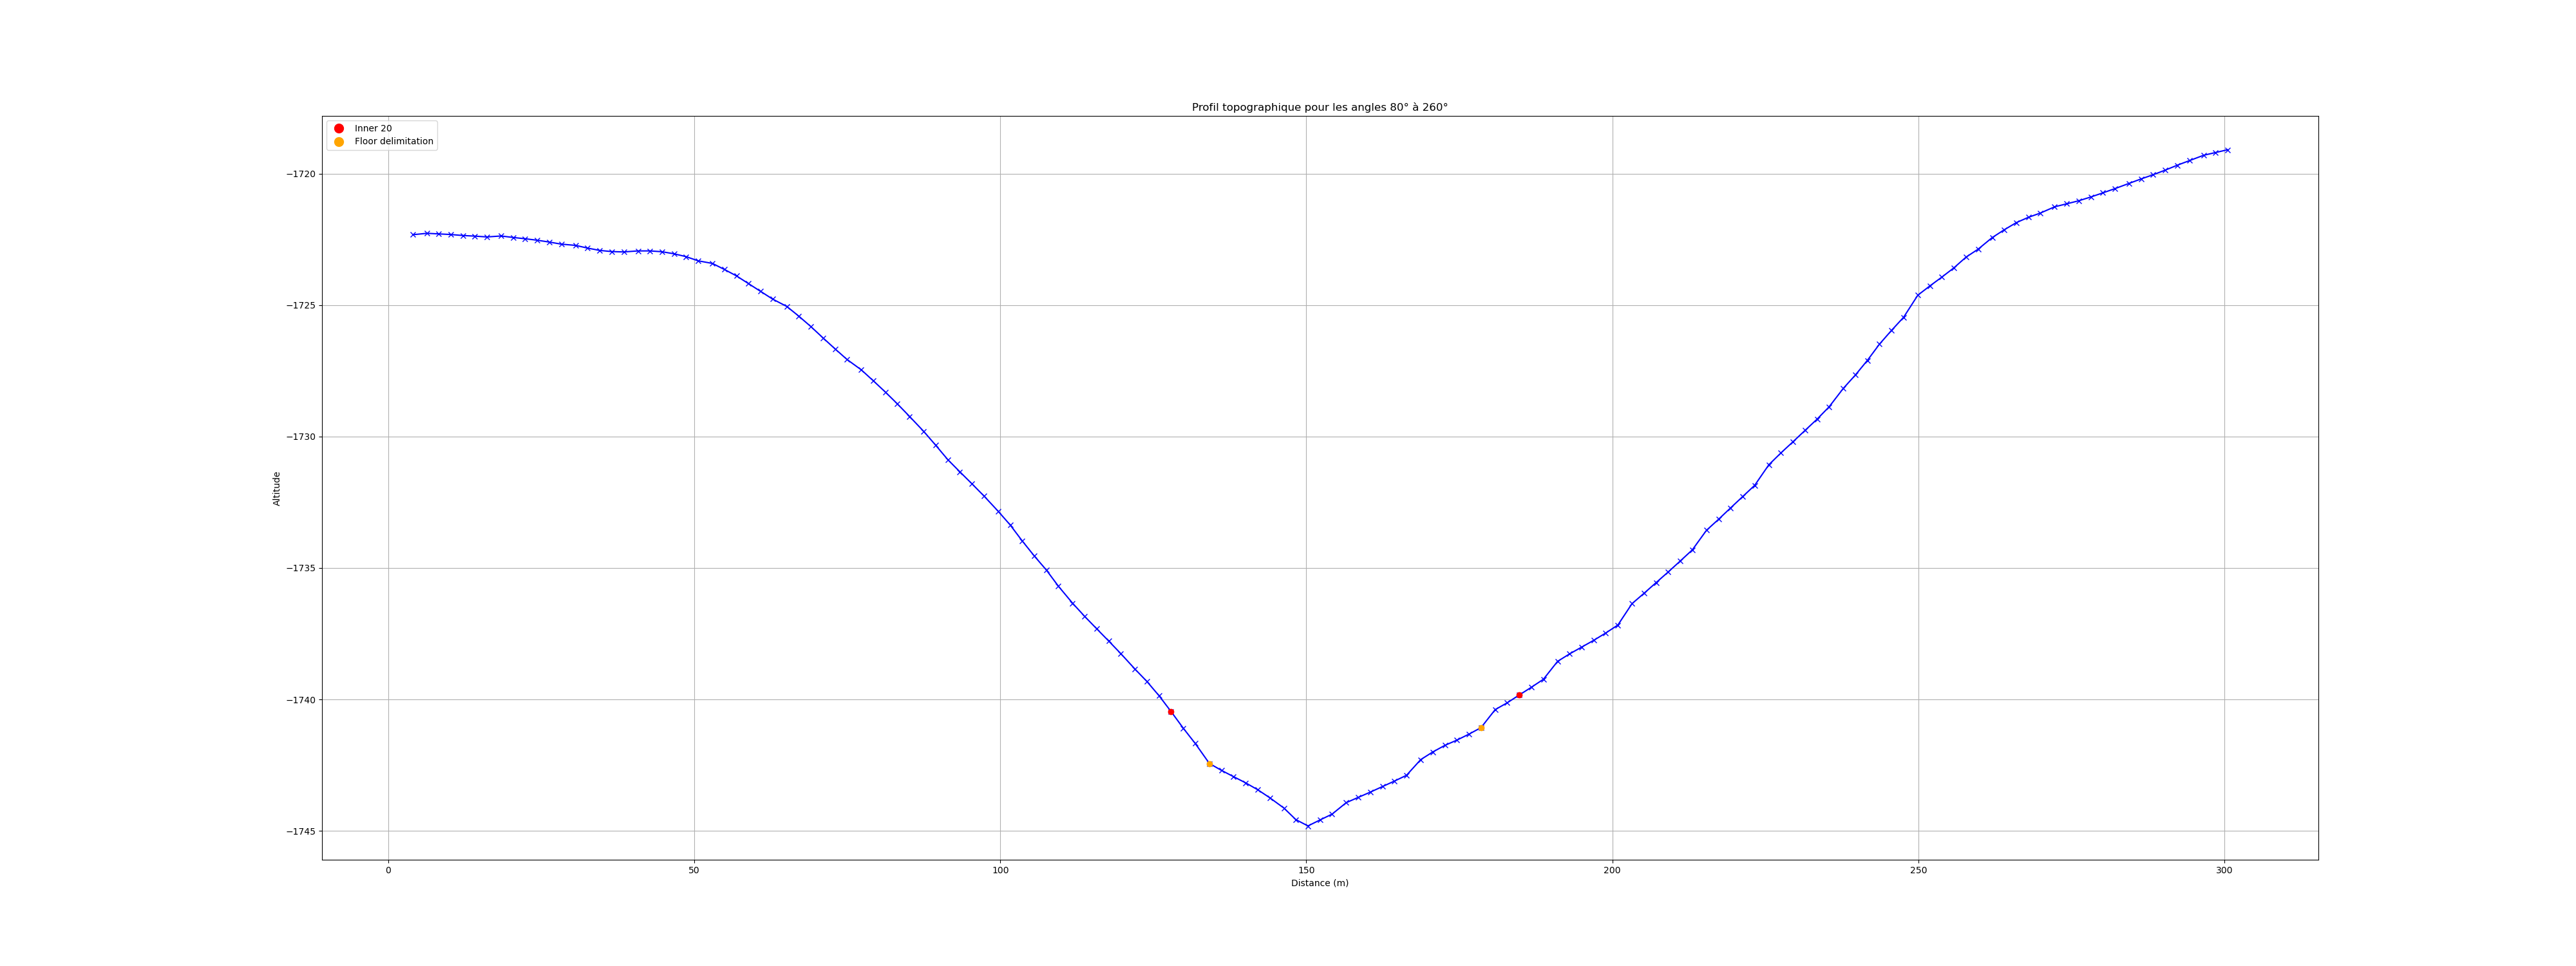 Profil topographique pour les angles 80° à 260°
Inner 20
Floor delimitation
−1720
−1725
−1730
−1735
−1740
−1745
Altitude
0 50 100 150 200 250 300
Distance (m)